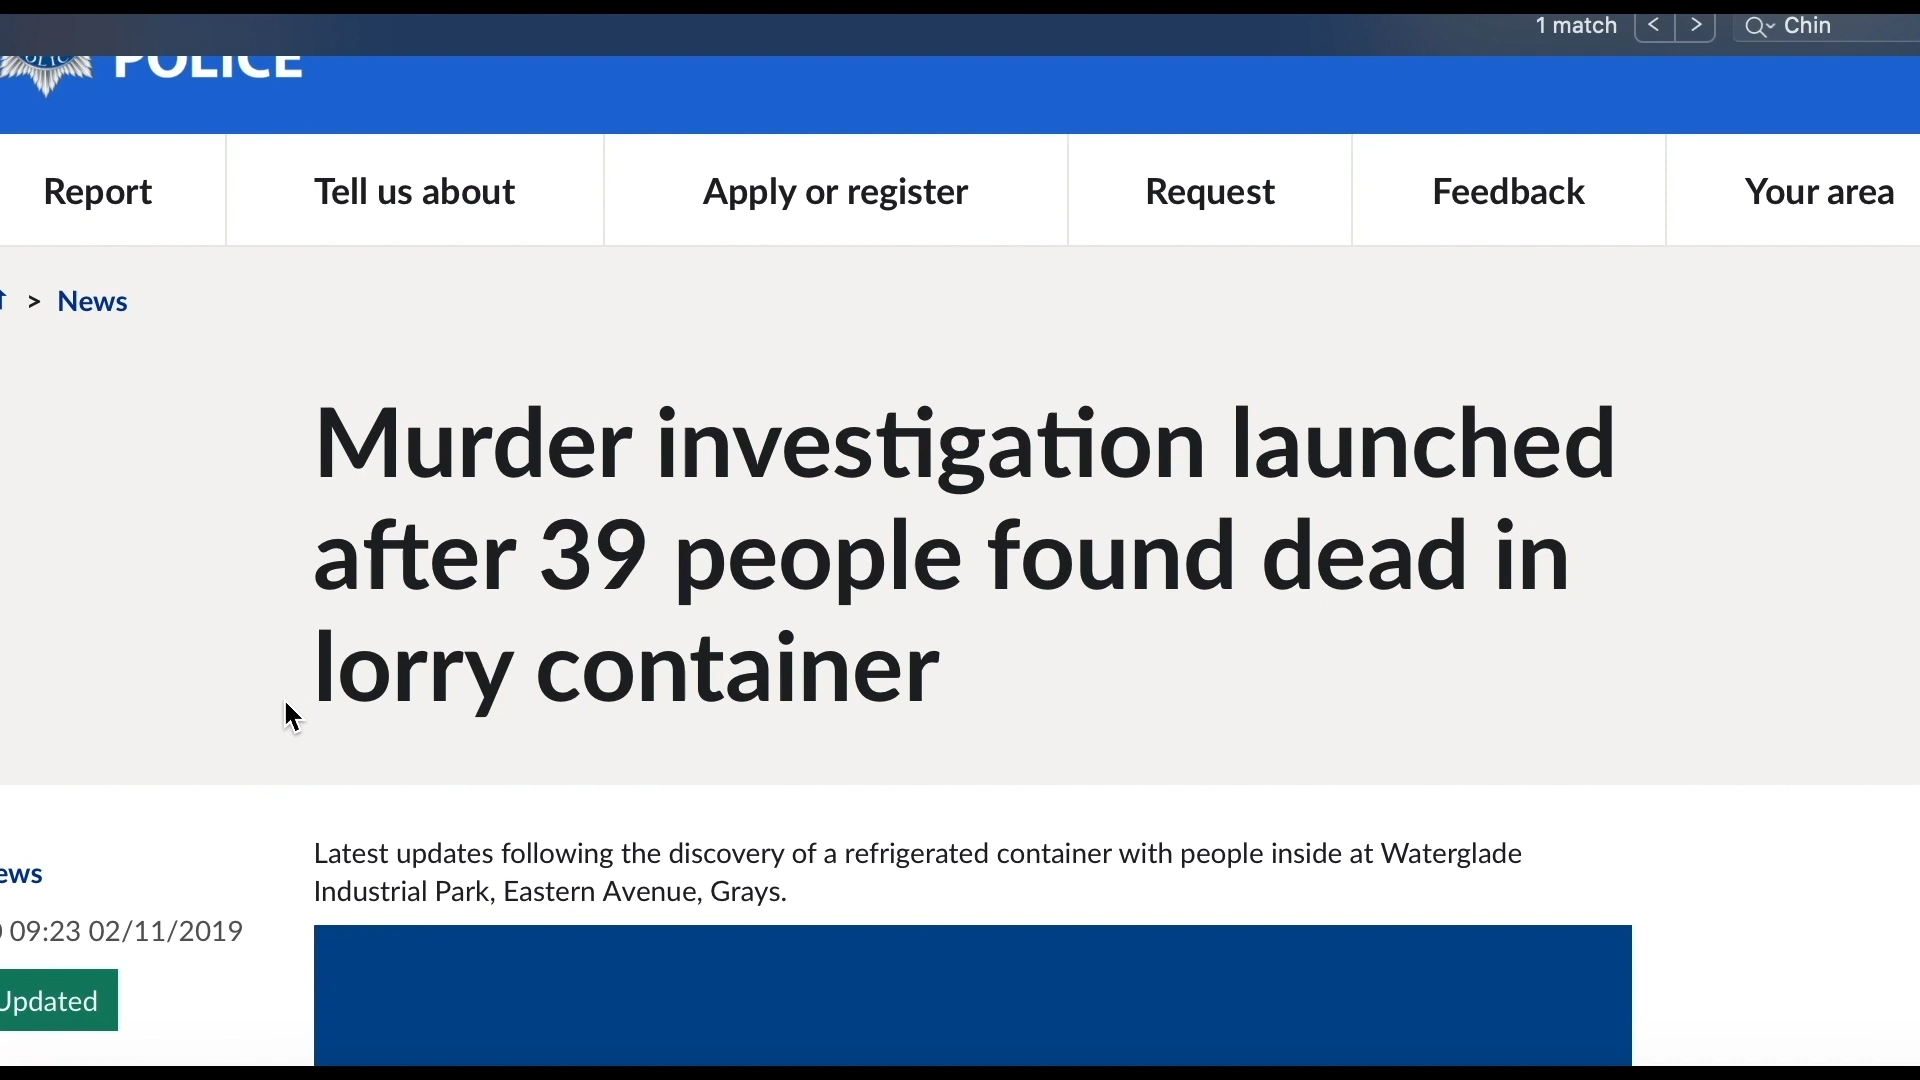 1 match < > Chin
POLICE
Report Tell us about Apply or register Request Feedback Your area
> News
Murder investigation launched
after 39 people found dead in
lorry container
Latest updates following the discovery of a refrigerated container with people inside at Waterglade
Industrial Park, Eastern Avenue, Grays.
ews
09:23 02/11/2019
Updated